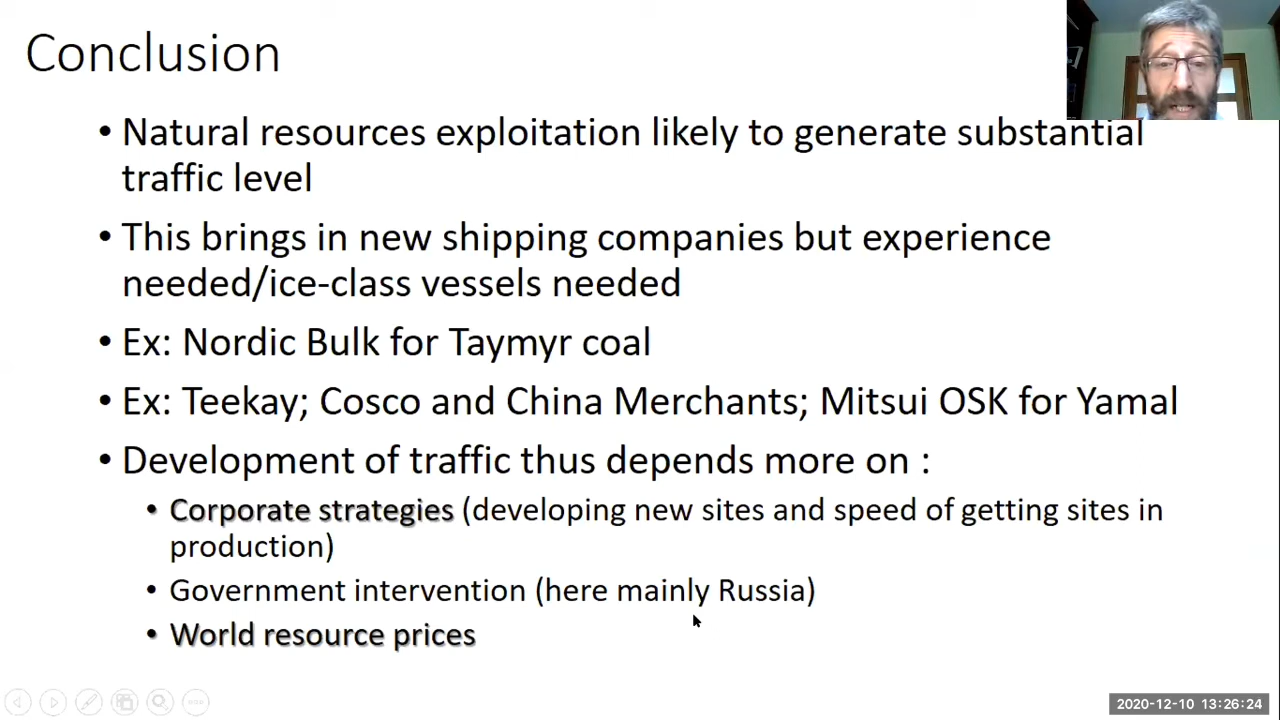 Conclusion
• Natural resources exploitation likely to generate substantial
traffic level
• This brings in new shipping companies but experience
needed/ice-class vessels needed
• Ex: Nordic Bulk for Taymyr coal
• Ex: Teekay; Cosco and China Merchants; Mitsui OSK for Yamal
• Development of traffic thus depends more on :
• Corporate strategies (developing new sites and speed of getting sites in
production)
• Government intervention (here mainly Russia)
• World resource prices
2020-12-10 13:26:24